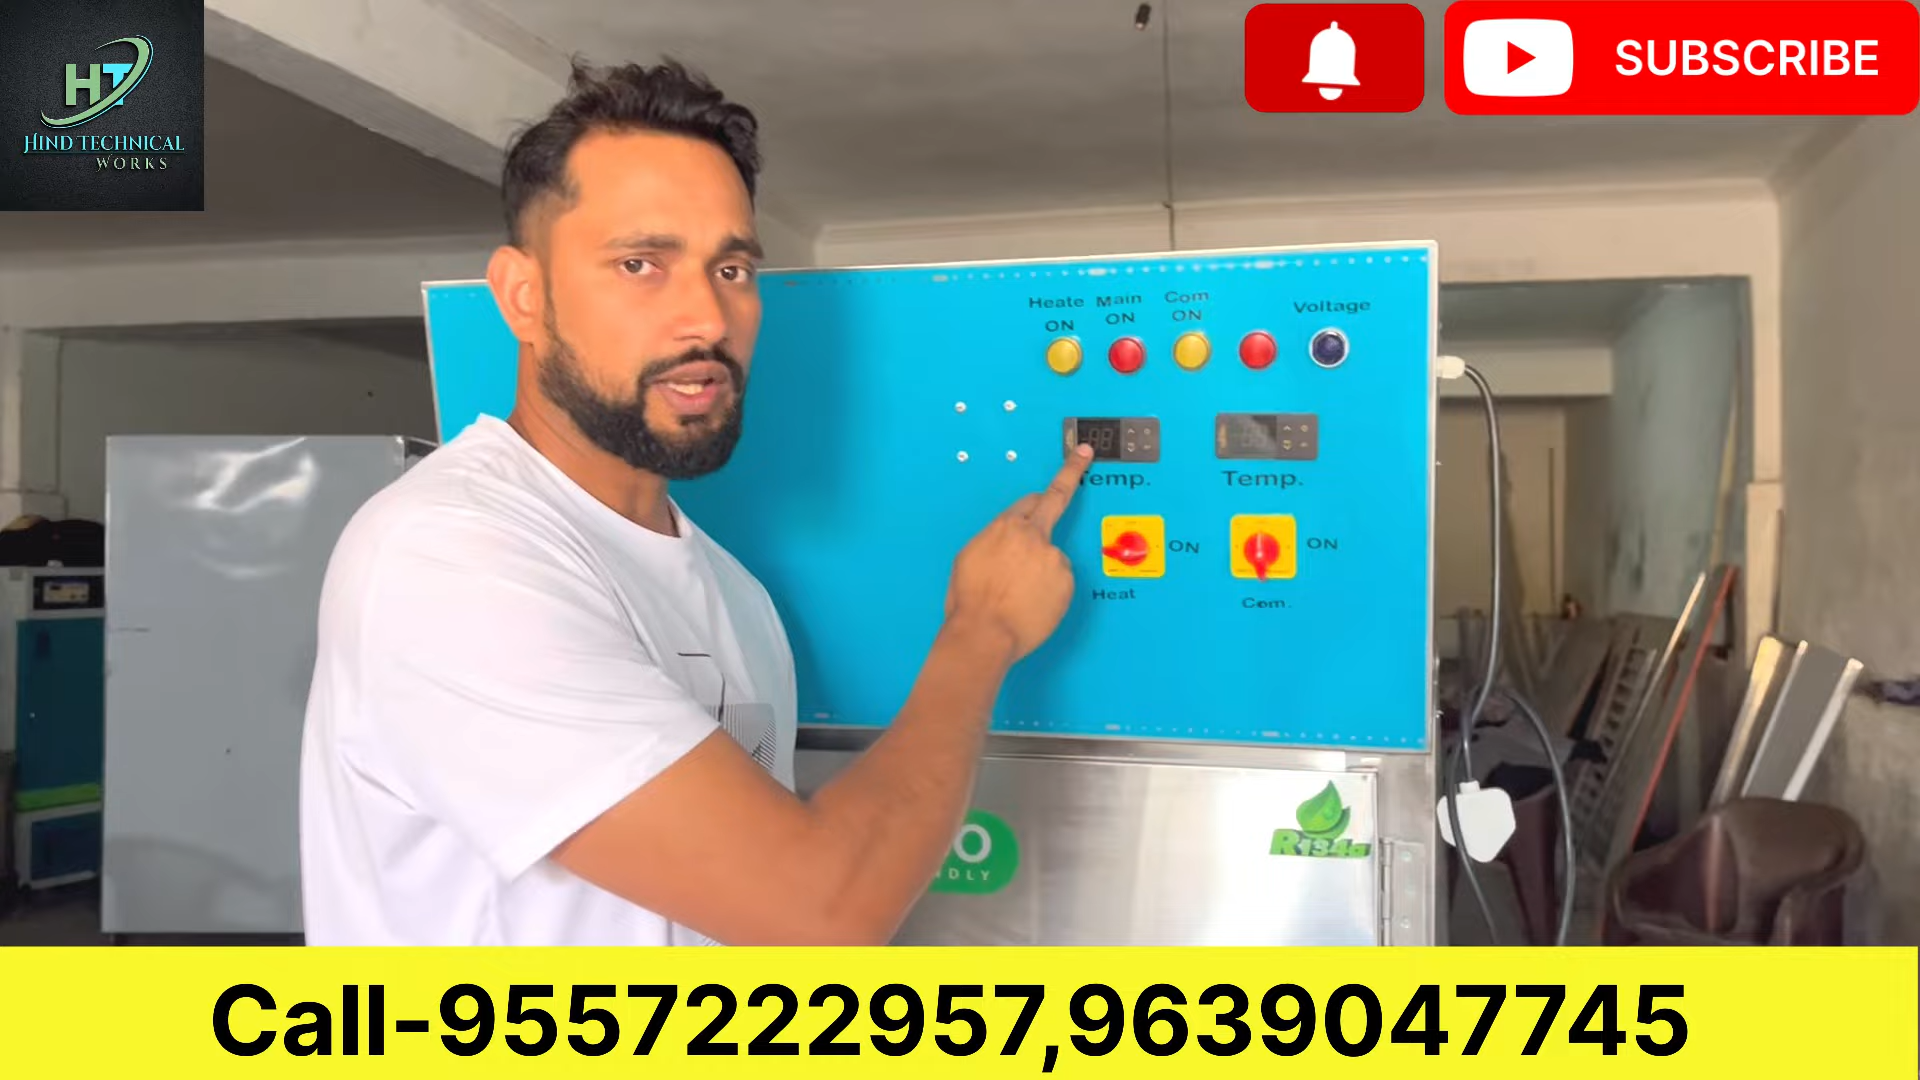 HT
HIND TECHNICAL
WORKS
SUBSCRIBE
Heate Main Com Voltage
ON ON ON
Temp. Temp.
ON ON
Heat Com.
R134a
Call-9557222957,9639047745